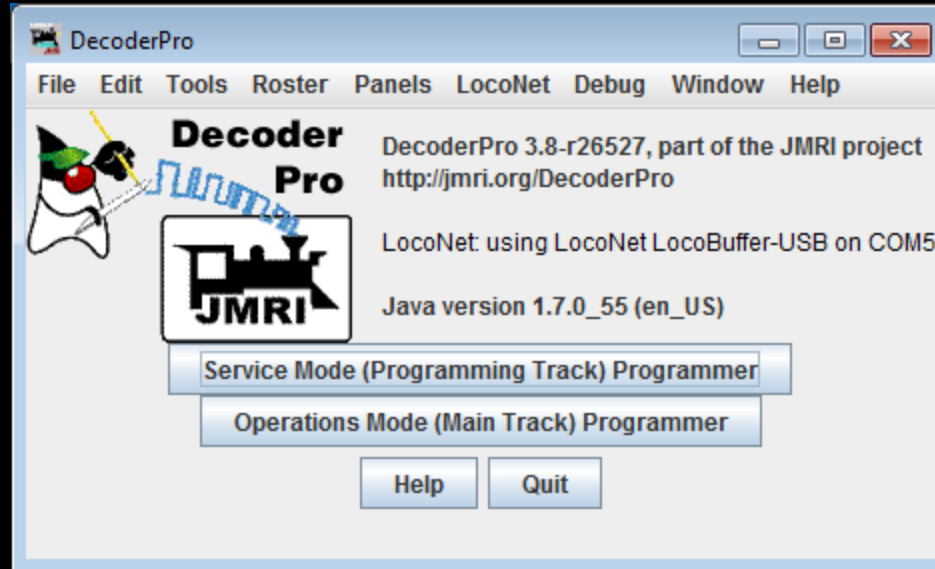 DecoderPro
File Edit Tools Roster Panels LocoNet Debug Window Help
Decoder
Pro
JMRI
DecoderPro 3.8-r26527, part of the JMRI project
http://jmri.org/DecoderPro
LocoNet: using LocoNet LocoBuffer-USB on COM5
Java version 1.7.0_55 (en_US)
Service Mode (Programming Track) Programmer
Operations Mode (Main Track) Programmer
Help Quit